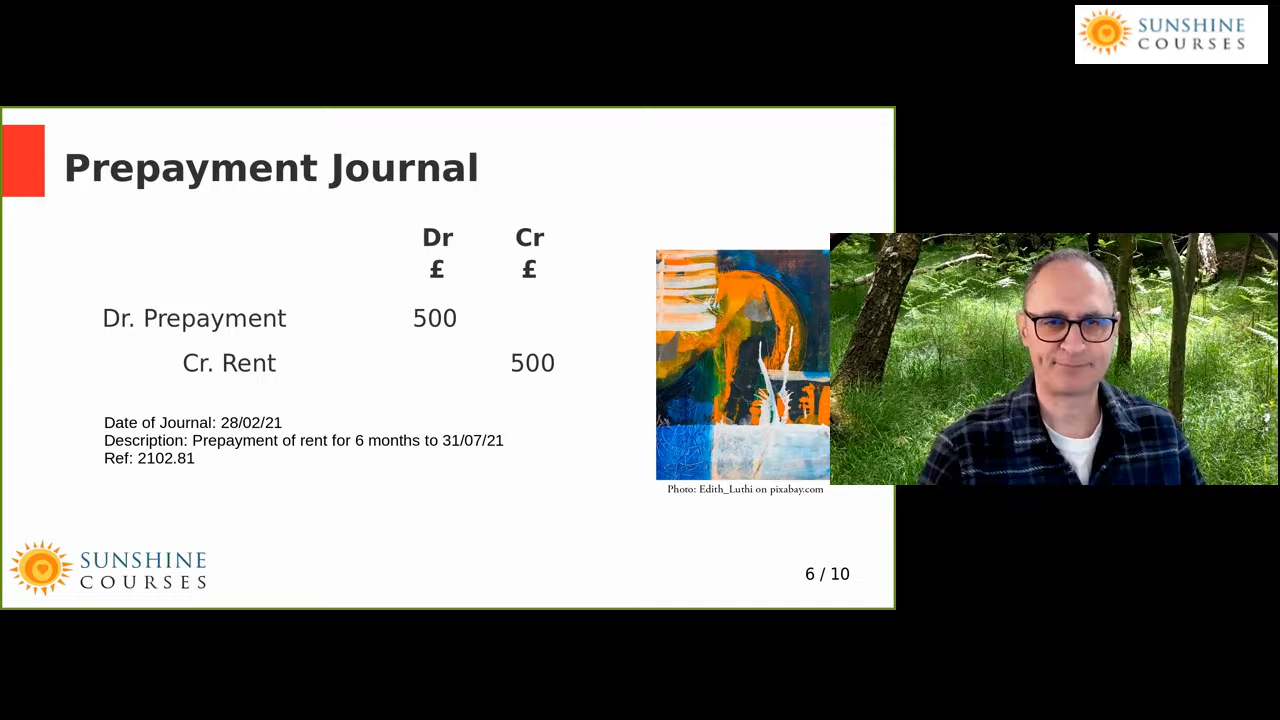 SUNSHINE
COURSES
Prepayment Journal
Dr Cr
£ £
Dr. Prepayment 500
Cr. Rent 500
Date of Journal: 28/02/21
Description: Prepayment of rent for 6 months to 31/07/21
Ref: 2102.81
Photo: Edith_Luthi on pixabay.com
SUNSHINE
COURSES
6 / 10